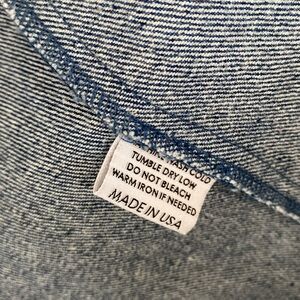 WASH COLD
TUMBLE DRY LOW
DO NOT BLEACH
WARM IRON IF NEEDED
MADE IN USA